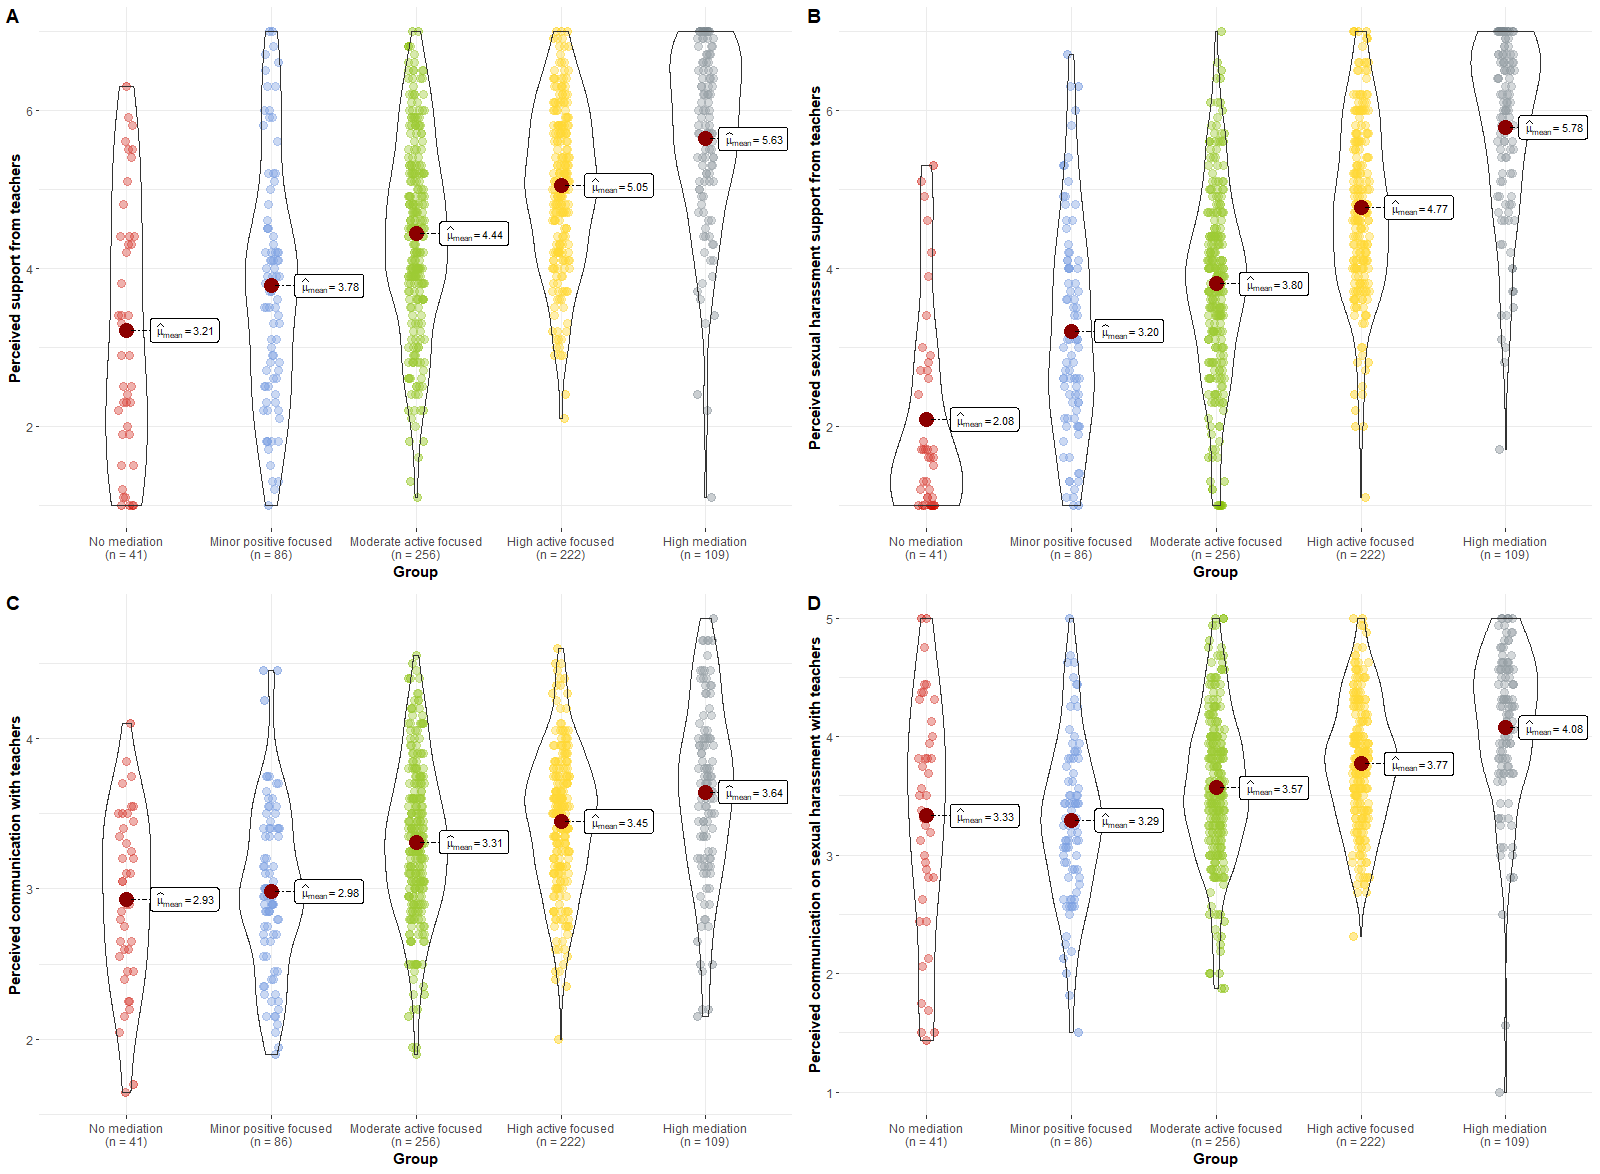 A
Perceived support from teachers
6
4
2
μ̂mean = 3.21
μ̂mean = 3.78
μ̂mean = 4.44
μ̂mean = 5.05
μ̂mean = 5.63
No mediation Minor positive focused Moderate active focused High active focused High mediation
(n = 41) (n = 86) (n = 256) (n = 222) (n = 109)
Group
B
Perceived sexual harassment support from teachers
6
4
2
μ̂mean = 2.08
μ̂mean = 3.20
μ̂mean = 3.80
μ̂mean = 4.77
μ̂mean = 5.78
No mediation Minor positive focused Moderate active focused High active focused High mediation
(n = 41) (n = 86) (n = 256) (n = 222) (n = 109)
Group
C
Perceived communication with teachers
4
3
2
μ̂mean = 2.93
μ̂mean = 2.98
μ̂mean = 3.31
μ̂mean = 3.45
μ̂mean = 3.64
No mediation Minor positive focused Moderate active focused High active focused High mediation
(n = 41) (n = 86) (n = 256) (n = 222) (n = 109)
Group
D
Perceived communication on sexual harassment with teachers
5
4
3
2
1
μ̂mean = 3.33
μ̂mean = 3.29
μ̂mean = 3.57
μ̂mean = 3.77
μ̂mean = 4.08
No mediation Minor positive focused Moderate active focused High active focused High mediation
(n = 41) (n = 86) (n = 256) (n = 222) (n = 109)
Group